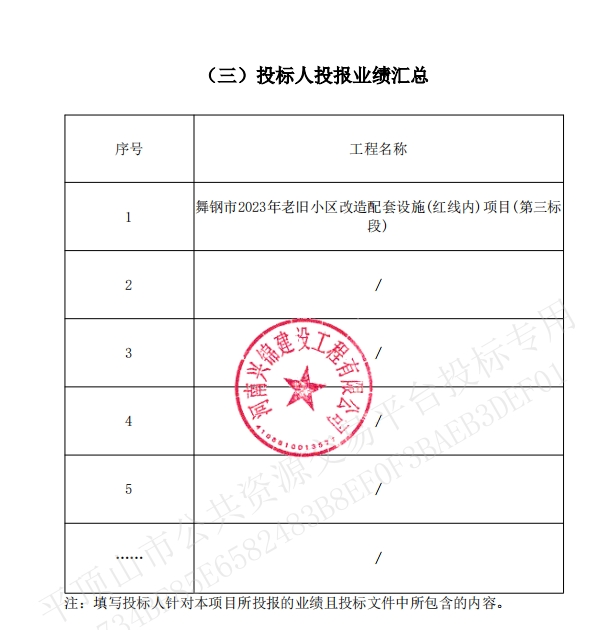 （三）投标人投报业绩汇总
序号
工程名称
1
舞钢市2023年老旧小区改造配套设施(红线内)项目(第三标
段)
2
/
3
/
4
/
5
/
……
/
河南兴锦建设工程有限公司
注：填写投标人针对本项目所投报的业绩且投标文件中所包含的内容。
平顶山市公共资源交易平台投标专用